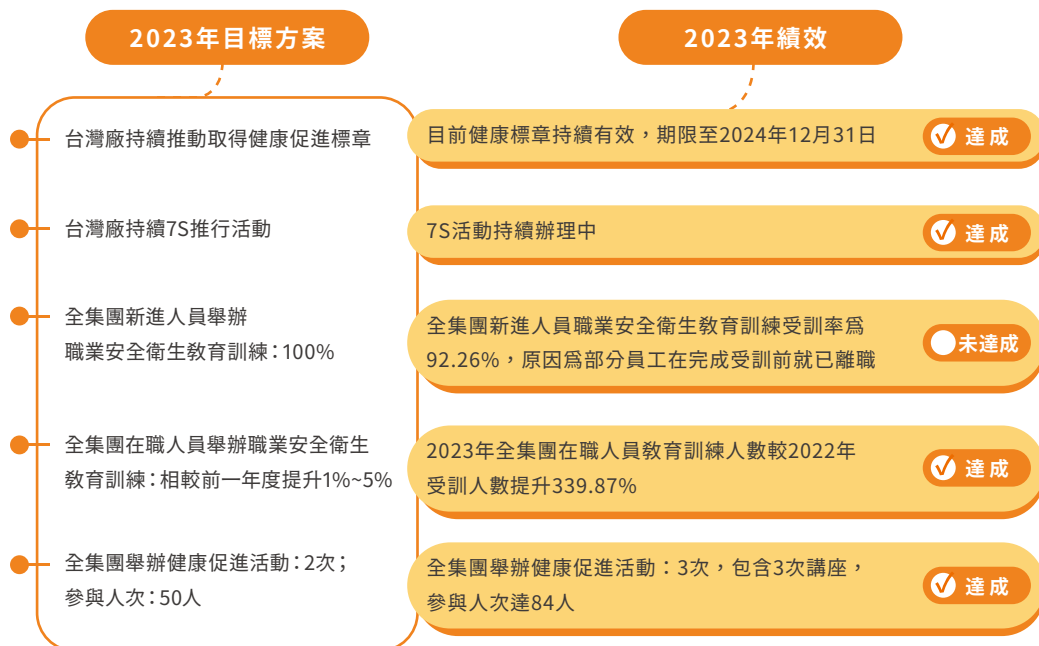 2023年目標方案
2023年績效
台灣廠持續推動取得健康促進標章
目前健康標章持續有效，期限至2024年12月31日
達成
台灣廠持續7S推行活動
7S活動持續辦理中
達成
全集團新進人員舉辦
職業安全衛生敎育訓練：100%
全集團新進人員職業安全衛生敎育訓練受訓率爲
92.26%，原因爲部分員工在完成受訓前就已離職
未達成
全集團在職人員舉辦職業安全衛生
敎育訓練：相較前一年度提升1%~5%
2023年全集團在職人員敎育訓練人數較2022年
受訓人數提升339.87%
達成
全集團舉辦健康促進活動：2次；
參與人次：50人
全集團舉辦健康促進活動：3次，包含3次講座，
參與人次達84人
達成